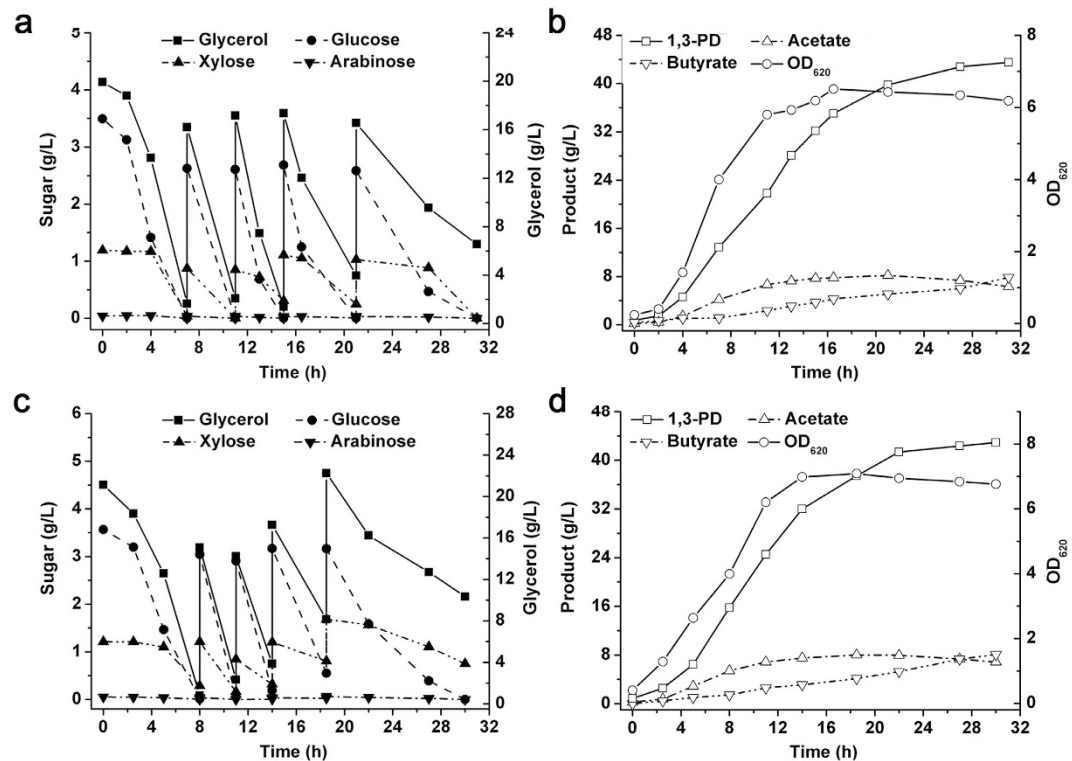 a
Glycerol
Glucose
Xylose
Arabinose
Sugar (g/L)
5
4
3
2
1
0
Glycerol (g/L)
24
20
16
12
8
4
0
0 4 8 12 16 20 24 28 32
Time (h)
b
1,3-PD
Acetate
Butyrate
OD620
Product (g/L)
48
40
32
24
16
8
0
OD620
8
6
4
2
0
0 4 8 12 16 20 24 28 32
Time (h)
c
Glycerol
Glucose
Xylose
Arabinose
Sugar (g/L)
6
5
4
3
2
1
0
Glycerol (g/L)
28
24
20
16
12
8
4
0
0 4 8 12 16 20 24 28 32
Time (h)
d
1,3-PD
Acetate
Butyrate
OD620
Product (g/L)
48
40
32
24
16
8
0
OD620
8
6
4
2
0
0 4 8 12 16 20 24 28 32
Time (h)